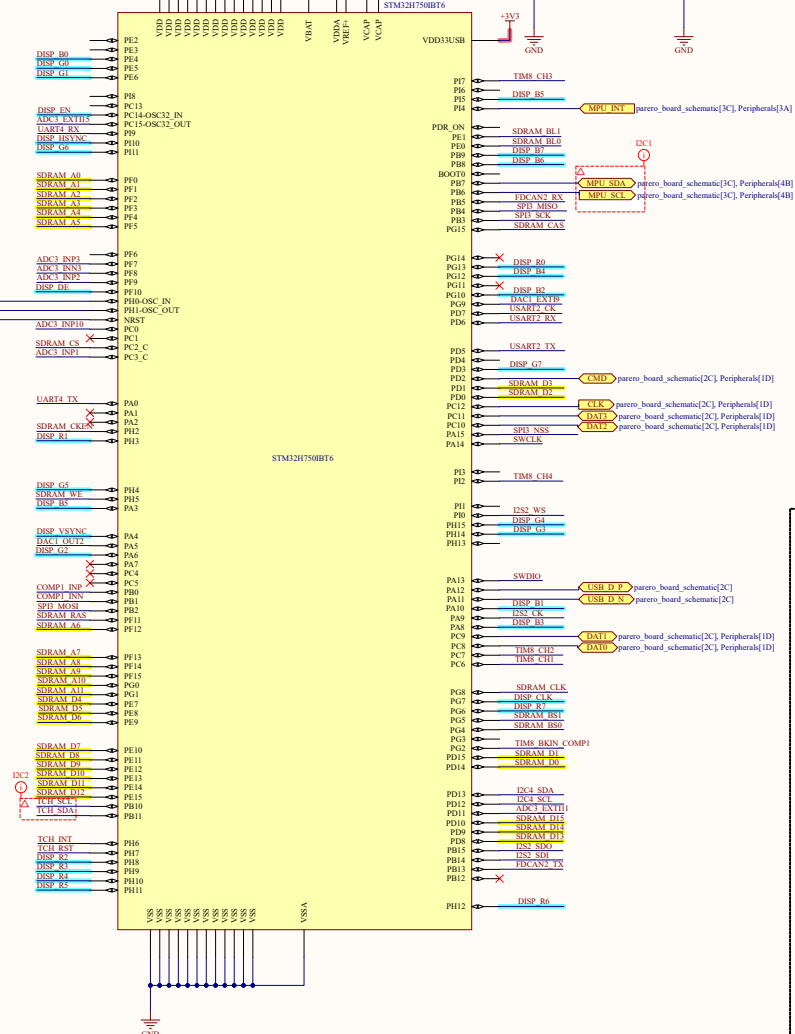 STM32H750IBT6
VDD VDD VDD VDD VDD VDD VDD VDD VDD VDD VDD VDD VDD VDD VBAT VDDA VREF+ VCAP VCAP
+3V3
VDD33USB
GND
GND
PE2
PE3
DISP_B0 PE4
DISP_G0 PE5
DISP_G1 PE6
PI8
PC13
DISP_EN PC14-OSC32_IN
ADC3_EXTI15 PC15-OSC32_OUT
UART4_RX PI9
DISP_HSYNC PI10
DISP_G6 PI11
SDRAM_A0 PF0
SDRAM_A1 PF1
SDRAM_A2 PF2
SDRAM_A3 PF3
SDRAM_A4 PF4
SDRAM_A5 PF5
PF6
ADC3_INP3 PF7
ADC3_INN3 PF8
ADC3_INP2 PF9
DISP_DE PF10
PH0-OSC_IN
PH1-OSC_OUT
NRST
ADC3_INP10 PC0
PC1
SDRAM_CS PC2_C
ADC3_INP1 PC3_C
UART4_TX PA0
PA1
PA2
SDRAM_CKEN PH2
DISP_R1 PH3
STM32H750IBT6
DISP_G5 PH4
SDRAM_WE PH5
DISP_B5 PA3
DISP_VSYNC PA4
DAC1_OUT2 PA5
DISP_G2 PA6
PA7
PC4
PC5
COMP1_INP PB0
COMP1_INN PB1
SPI3_MOSI PB2
SDRAM_RAS PF11
SDRAM_A6 PF12
SDRAM_A7 PF13
SDRAM_A8 PF14
SDRAM_A9 PF15
SDRAM_A10 PG0
SDRAM_A11 PG1
SDRAM_D4 PE7
SDRAM_D5 PE8
SDRAM_D6 PE9
SDRAM_D7 PE10
SDRAM_D8 PE11
SDRAM_D9 PE12
SDRAM_D10 PE13
SDRAM_D11 PE14
SDRAM_D12 PE15
I2C2
i
TCH_SCL PB10
TCH_SDA PB11
TCH_INT PH6
TCH_RST PH7
DISP_R2 PH8
DISP_R3 PH9
DISP_R4 PH10
DISP_R5 PH11
PI7 TIM8_CH3
PI6
PI5 DISP_B5
PI4 MPU_INT parero_board_schematic[3C], Peripherals[3A]
PDR_ON
PE1 SDRAM_BL1
PE0 SDRAM_BL0
PB9 DISP_B7
PB8 DISP_B6
I2C1
i
BOOT0
PB7 MPU_SDA parero_board_schematic[3C], Peripherals[4B]
PB6 MPU_SCL parero_board_schematic[3C], Peripherals[4B]
PB5 FDCAN2_RX
PB4 SPI3_MISO
PB3 SPI3_SCK
PG15 SDRAM_CAS
PG14
PG13 DISP_R0
PG12 DISP_B4
PG11
PG10 DISP_B2
PG9 DAC1_EXTI9
PD7 USART2_CK
PD6 USART2_RX
PD5 USART2_TX
PD4
PD3 DISP_G7
PD2 CMD parero_board_schematic[2C], Peripherals[1D]
PD1 SDRAM_D3
PD0 SDRAM_D2
PC12 CLK parero_board_schematic[2C], Peripherals[1D]
PC11 DAT3 parero_board_schematic[2C], Peripherals[1D]
PC10 DAT2 parero_board_schematic[2C], Peripherals[1D]
PA15 SPI3_NSS
PA14 SWCLK
PI3
PI2 TIM8_CH4
PI1
PI0 I2S2_WS
PH15 DISP_G4
PH14 DISP_G3
PH13
PA13 SWDIO
PA12 USB_D_P parero_board_schematic[2C]
PA11 USB_D_N parero_board_schematic[2C]
PA10 DISP_B1
PA9 I2S2_CK
PA8 DISP_B3
PC9 DAT1 parero_board_schematic[2C], Peripherals[1D]
PC8 DAT0 parero_board_schematic[2C], Peripherals[1D]
PC7 TIM8_CH2
PC6 TIM8_CH1
PG8 SDRAM_CLK
PG7 DISP_CLK
PG6 DISP_R7
PG5 SDRAM_BS1
PG4 SDRAM_BS0
PG3
PG2 TIM8_BKIN_COMP1
PD15 SDRAM_D1
PD14 SDRAM_D0
PD13 I2C4_SDA
PD12 I2C4_SCL
PD11 ADC3_EXTI11
PD10 SDRAM_D15
PD9 SDRAM_D14
PD8 SDRAM_D13
PB15 I2S2_SDO
PB14 I2S2_SDI
PB13 FDCAN2_TX
PB12
PH12 DISP_R6
VSS VSS VSS VSS VSS VSS VSS VSS VSS VSS VSS VSS VSSA
GND